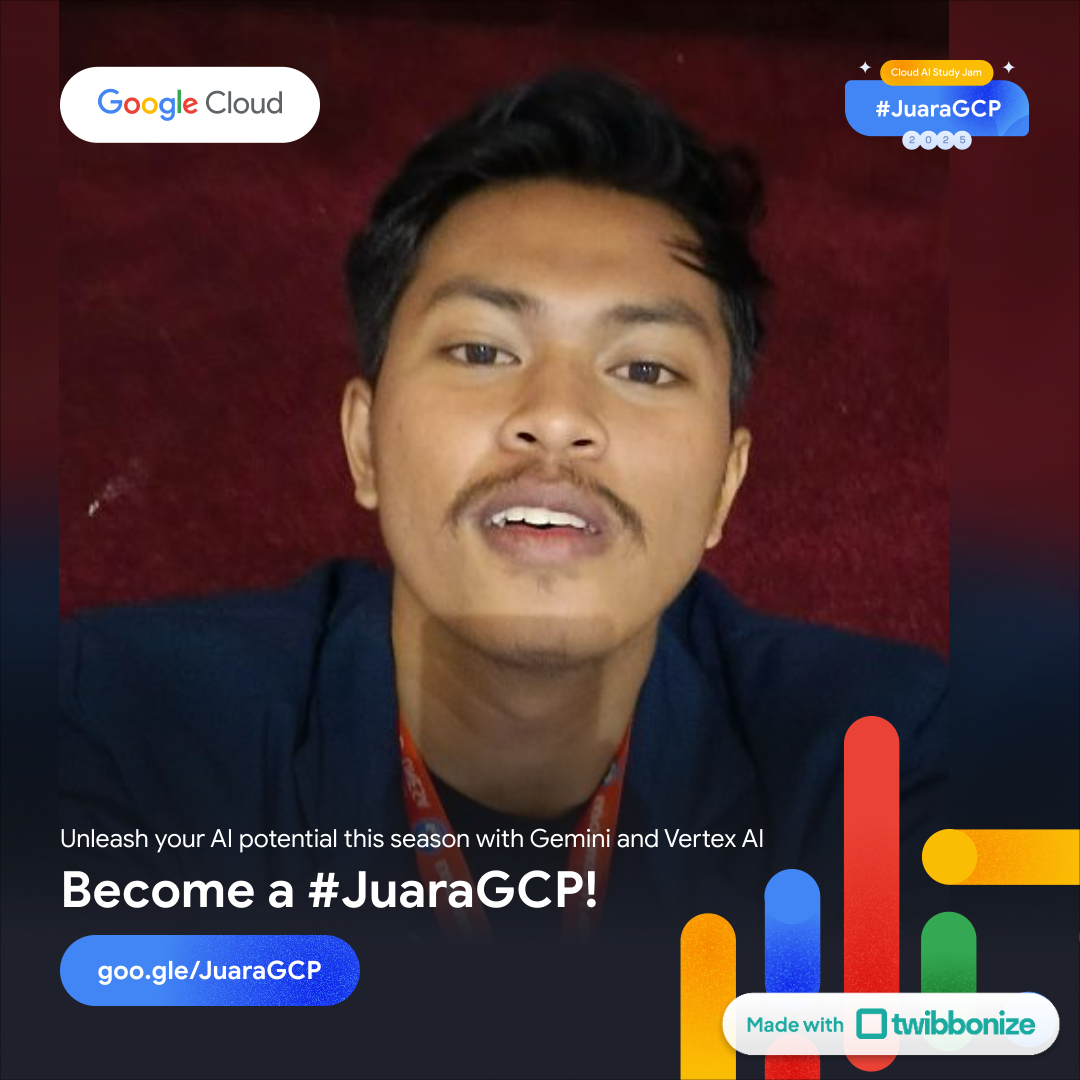 Google Cloud
Cloud AI Study Jam
#JuaraGCP
2025
Unleash your AI potential this season with Gemini and Vertex AI
Become a #JuaraGCP!
goo.gle/JuaraGCP
Made with twibbonize